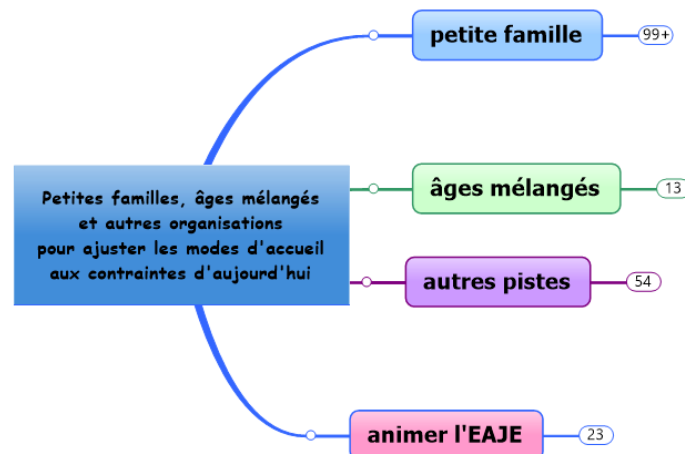 petite famille
99+
Petites familles, âges mélangés
et autres organisations
pour ajuster les modes d'accueil
aux contraintes d'aujourd'hui
âges mélangés
13
autres pistes
54
animer l'EAJE
23